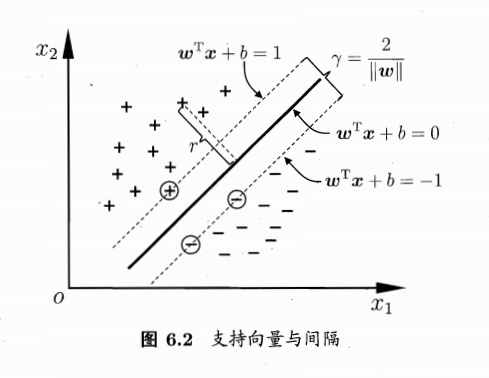 x₂
wᵀx + b = 1
γ = 2/‖w‖
r
wᵀx + b = 0
wᵀx + b = −1
O
x₁
图 6.2 支持向量与间隔